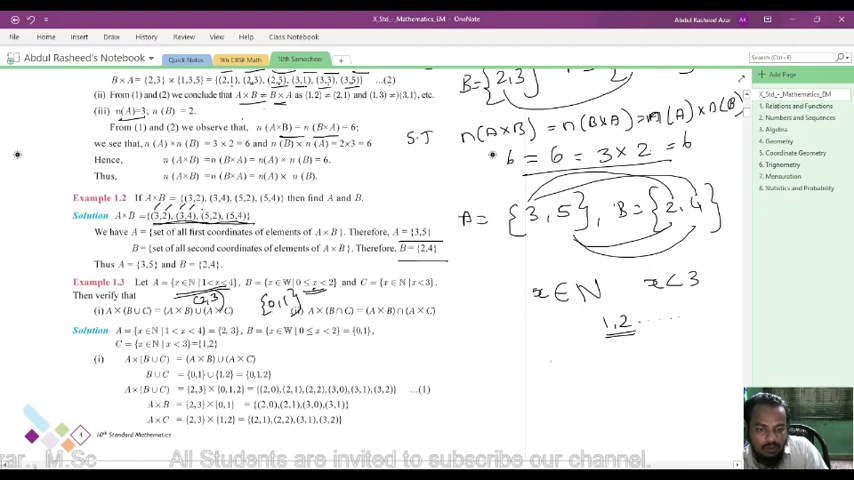 X_Std_-_Mathematics_EM - OneNote
Abdul Rasheed Azar
AR
File Home Insert Draw History Review View Help Class Notebook
Abdul Rasheed's Notebook
Quick Notes
9th CBSE Math
10th Samacheer
Search (Ctrl+E)
Add Page
X_Std_-_Mathematics_EM
1. Relations and Functions
2. Numbers and Sequences
3. Algebra
4. Geometry
5. Coordinate Geometry
6. Trignometry
7. Mensuration
8. Statistics and Probability
B × A = {2,3} × {1,3,5} = {(2,1), (2,3), (2,5), (3,1), (3,3), (3,5)} ...(2)
(ii) From (1) and (2) we conclude that A × B ≠ B × A as (1,2) ≠ (2,1) and (1,3) ≠ (3,1), etc.
(iii) n(A)=3; n (B) = 2.
From (1) and (2) we observe that, n (A×B) = n (B×A) = 6;
we see that, n (A) ×n (B) = 3 × 2 = 6 and n (B) × n (A) = 2×3 = 6
Hence, n (A×B) = n (B×A) = n(A) × n(B) = 6.
Thus, n (A×B) = n (B×A) = n(A) × n (B).
Example 1.2 If A×B = {(3,2), (3,4), (5,2), (5,4)} then find A and B.
Solution A×B = {(3,2), (3,4), (5,2), (5,4)}
We have A = {set of all first coordinates of elements of A×B}. Therefore, A = {3,5}
B = {set of all second coordinates of elements of A×B}. Therefore, B = {2,4}
Thus A = {3,5} and B = {2,4}.
Example 1.3 Let A = {x∈ℕ | 1<x<4}, B = {x∈𝕎 | 0 ≤ x < 2} and C = {x∈ℕ |x<3}.
Then verify that (2,3) {0,1}
(i) A×(B∪C) = (A×B) ∪ (A×C) (ii) A×(B∩C) = (A×B) ∩ (A×C)
Solution A = {x∈ℕ | 1 < x < 4} = {2, 3}, B = {x∈𝕎 | 0 ≤ x < 2} = {0,1},
C = {x∈ℕ |x<3} = {1,2}
(i) A×(B∪C) = (A×B) ∪ (A×C)
B∪C = {0,1} ∪ {1,2} = {0,1,2}
A×(B∪C) = {2,3}×{0,1,2} = {(2,0), (2,1), (2,2), (3,0), (3,1), (3,2)} ...(1)
A×B = {2,3}×{0,1} = {(2,0), (2,1), (3,0), (3,1)}
A×C = {2,3}×{1,2} = {(2,1), (2,2), (3,1), (3,2)}
4 10th Standard Mathematics
B={2,3}
S.T n(A×B) = n(B×A) = n(A) × n(B)
6 = 6 = 3×2 = 6
A = {3,5}, B={2,4}
x∈N x<3
1,2 ......
zar., M.Sc All Students are invited to subscribe our channel.